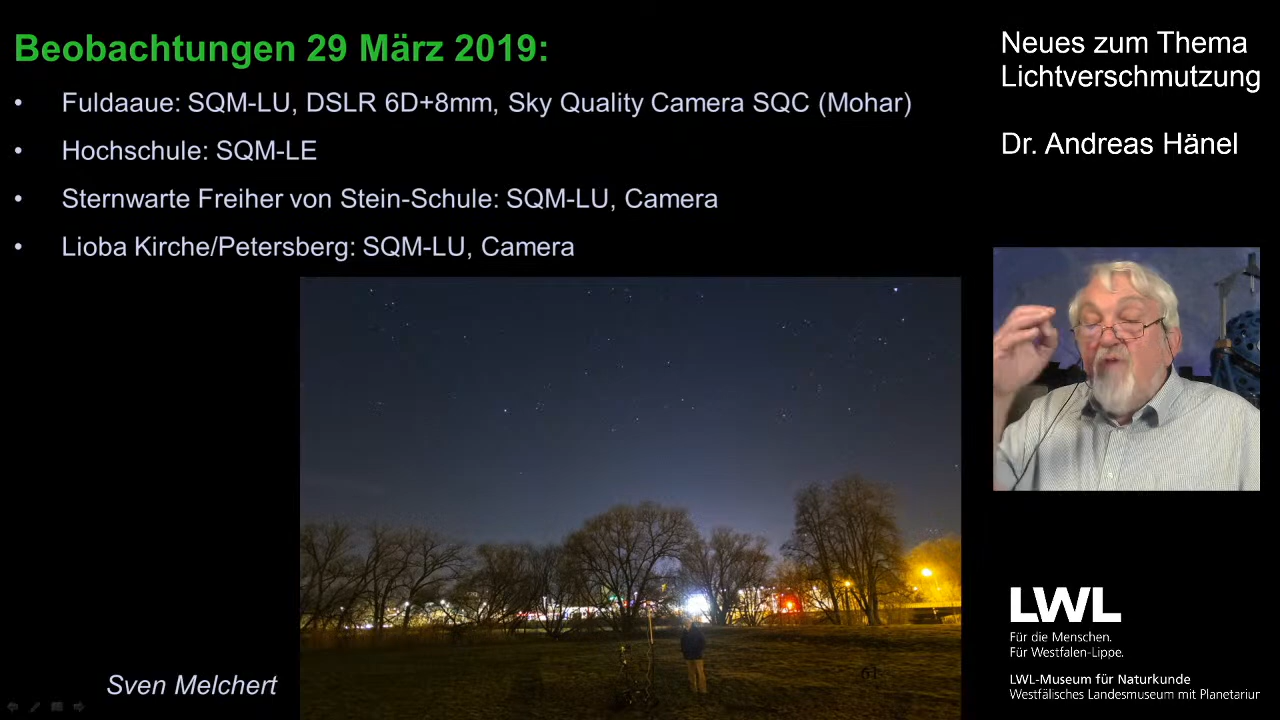 Beobachtungen 29 März 2019:
• Fuldaaue: SQM-LU, DSLR 6D+8mm, Sky Quality Camera SQC (Mohar)
• Hochschule: SQM-LE
• Sternwarte Freiher von Stein-Schule: SQM-LU, Camera
• Lioba Kirche/Petersberg: SQM-LU, Camera
Sven Melchert
Neues zum Thema
Lichtverschmutzung
Dr. Andreas Hänel
LWL
Für die Menschen.
Für Westfalen-Lippe.
LWL-Museum für Naturkunde
Westfälisches Landesmuseum mit Planetariur